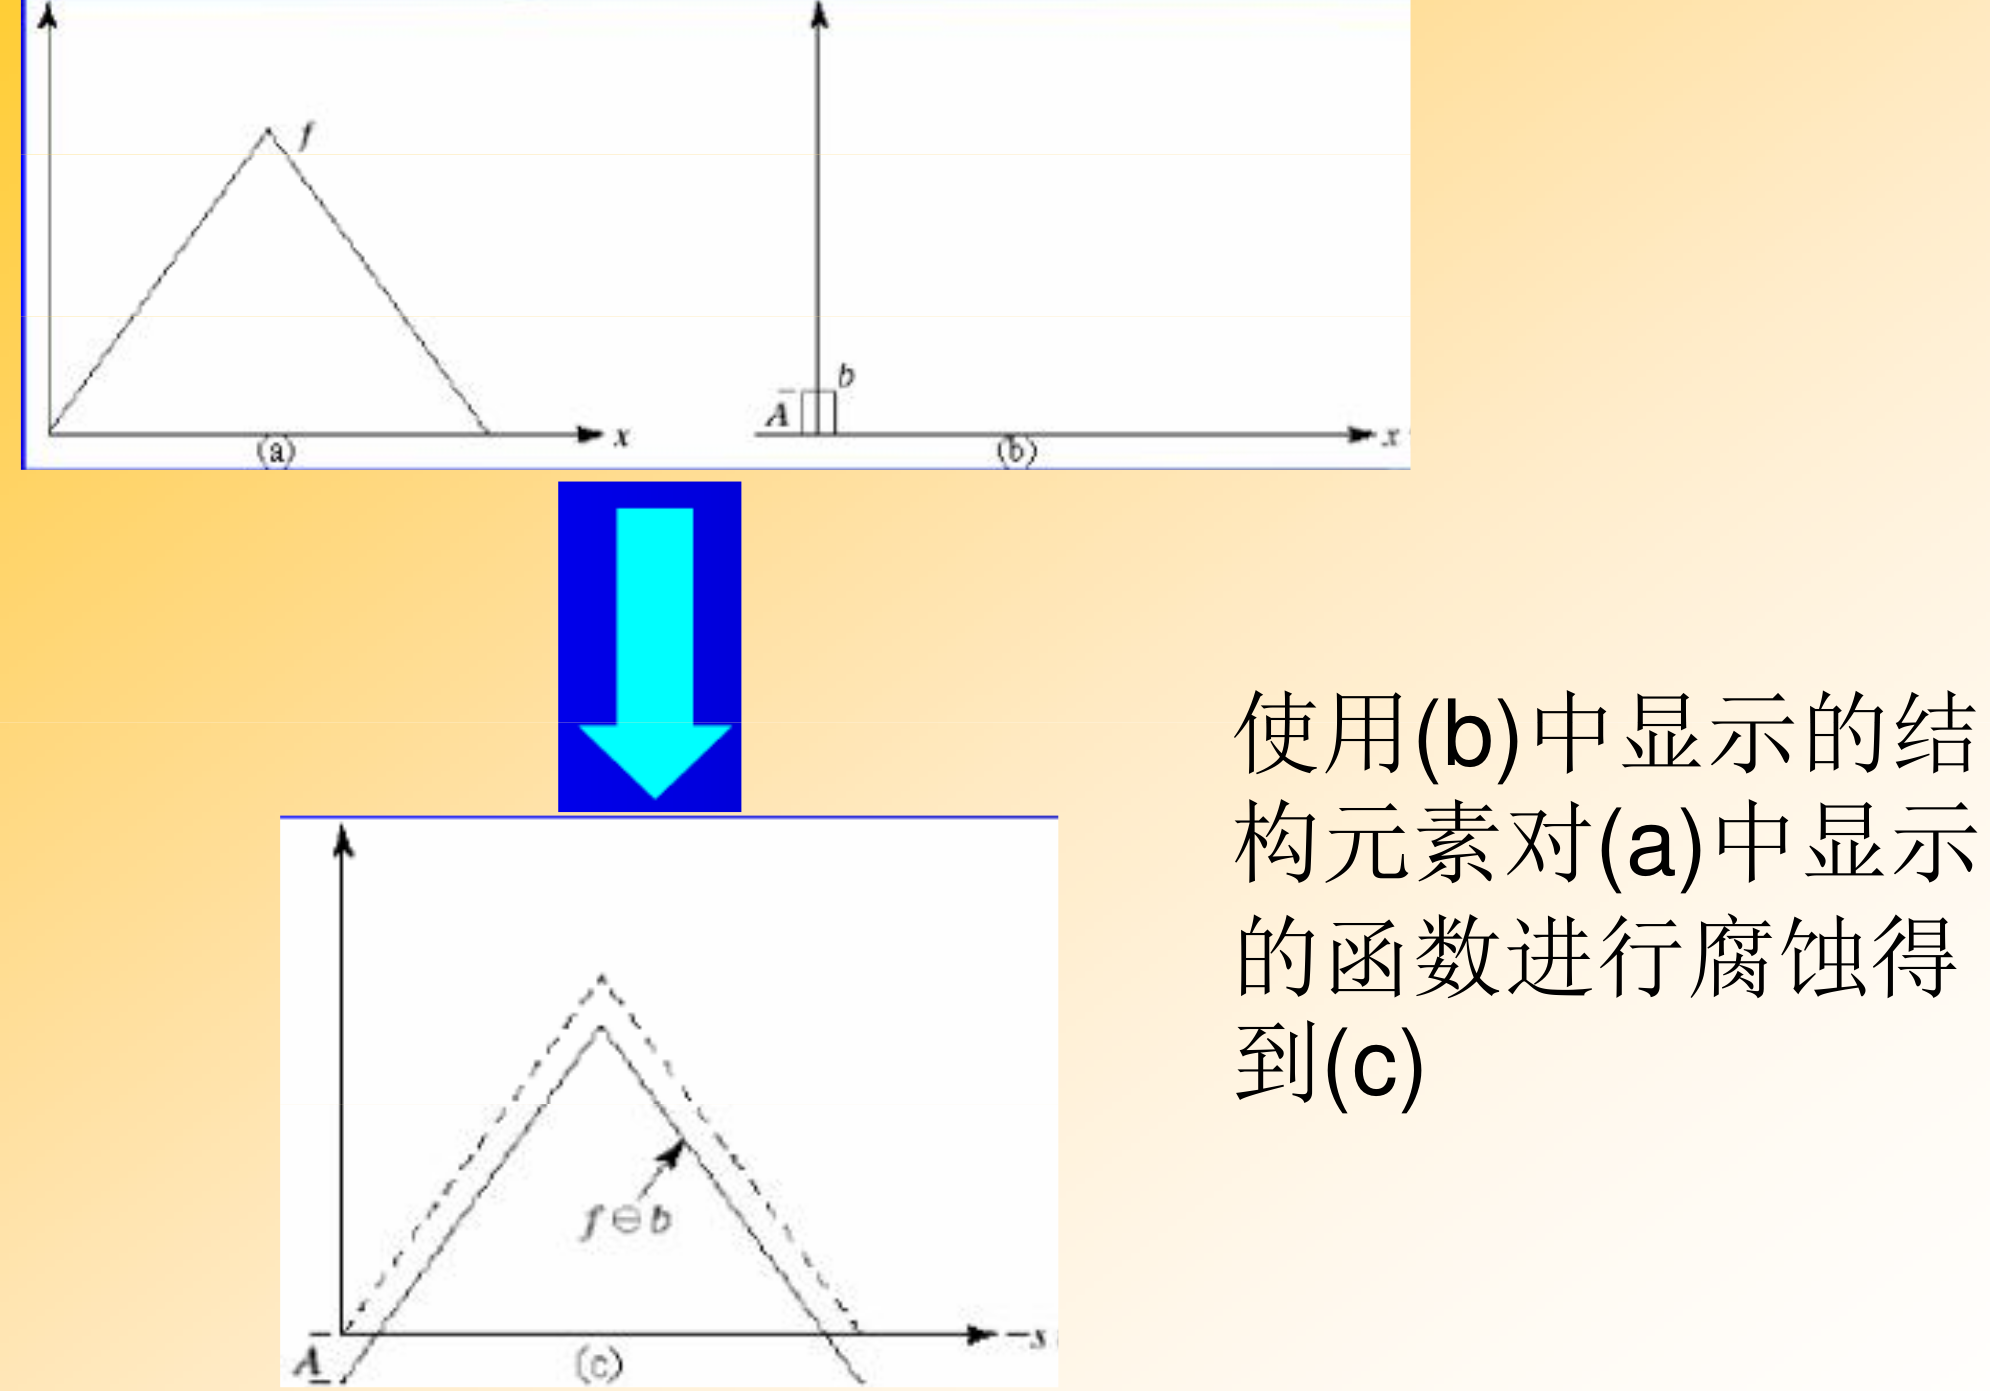 f
b
A
x
x
(a)
(b)
使用(b)中显示的结
构元素对(a)中显示
的函数进行腐蚀得
到(c)
f ⊖ b
-s
A
(c)